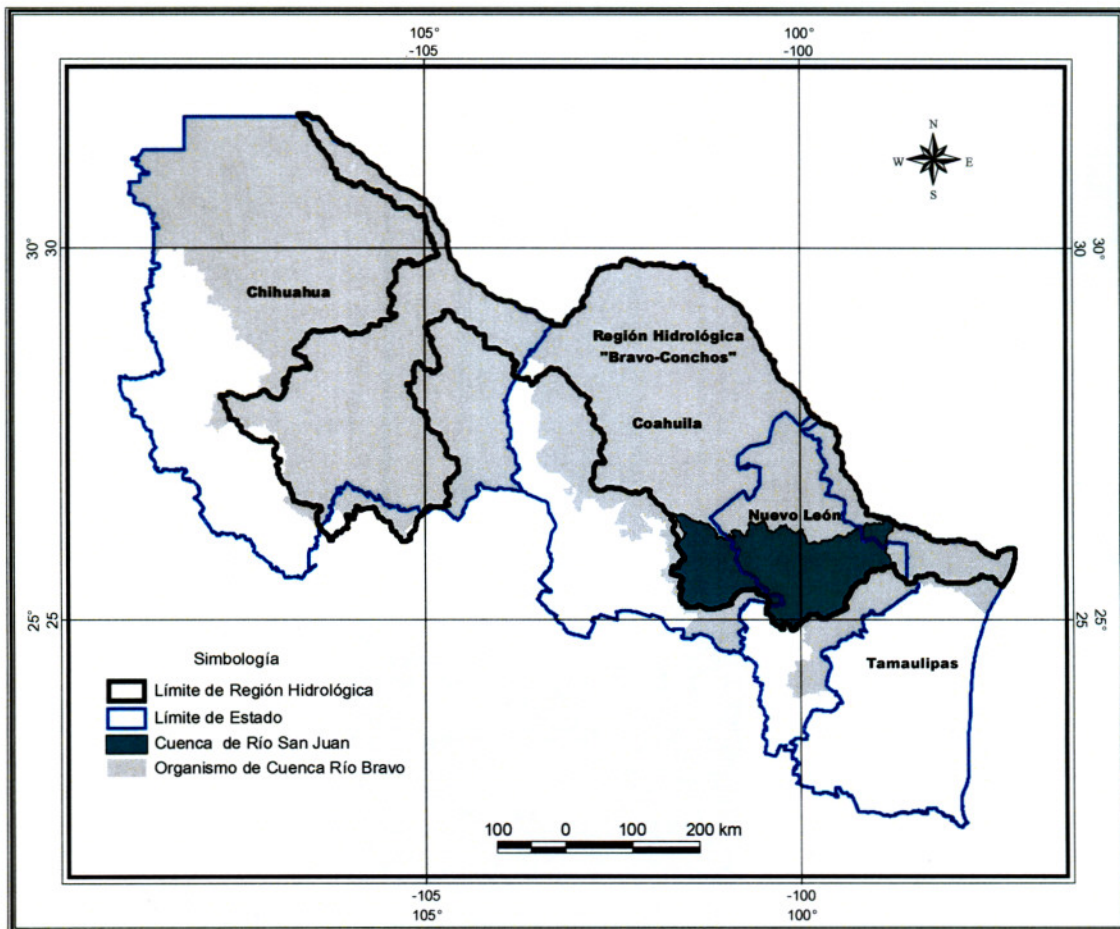 100°
-100
105°
-105
N
W E
S
30°
30
30
30°
Chihuahua
Región Hidrológica
"Bravo-Conchos"
Coahuila
Nuevo León
25°
25
25
25°
Tamaulipas
Simbología
Límite de Región Hidrológica
Límite de Estado
Cuenca de Río San Juan
Organismo de Cuenca Río Bravo
100 0 100 200 km
-105
105°
-100
100°